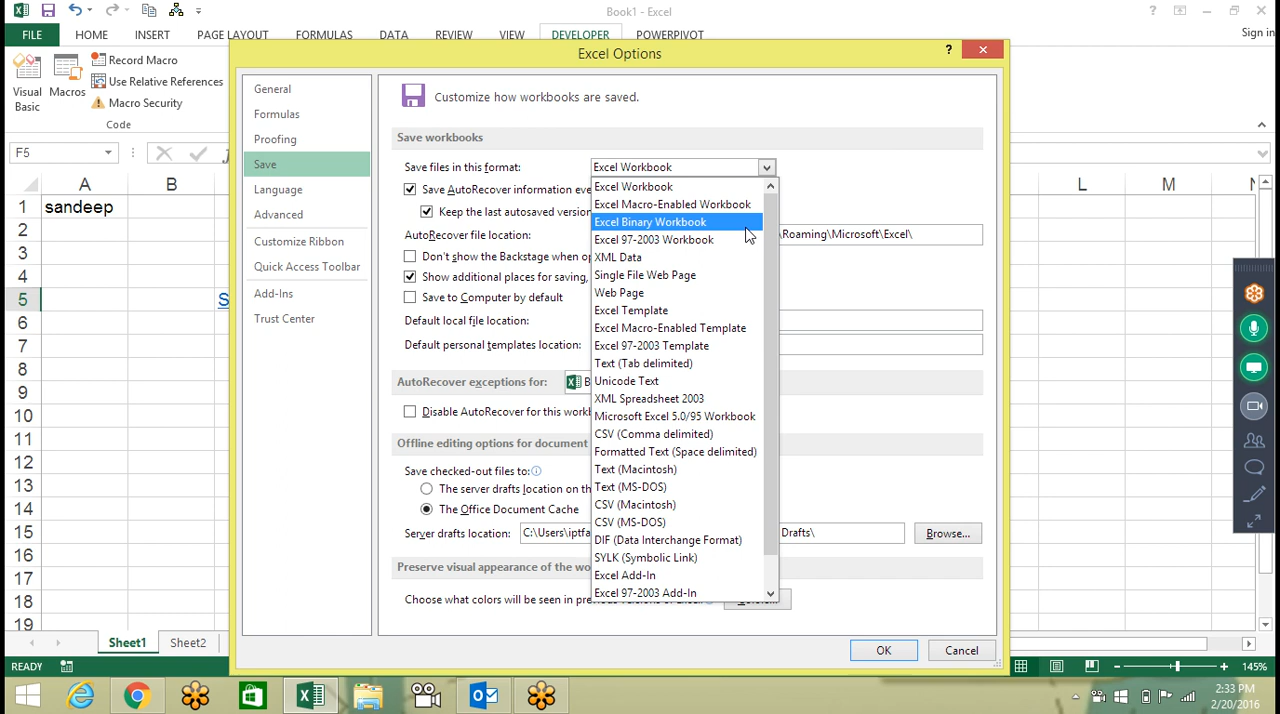 Book1 - Excel
?
FILE HOME INSERT PAGE LAYOUT FORMULAS DATA REVIEW VIEW DEVELOPER POWERPIVOT Sign in
Excel Options
?
Visual Basic
Macros
Record Macro
Use Relative References
Macro Security
Code
F5
A B L M
1 sandeep
2
3
4
5 S
6
7
8
9
10
11
12
13
14
15
16
17
18
19
General
Formulas
Proofing
Save
Language
Advanced
Customize Ribbon
Quick Access Toolbar
Add-Ins
Trust Center
Customize how workbooks are saved.
Save workbooks
Save files in this format: Excel Workbook
Save AutoRecover information eve
Keep the last autosaved version
AutoRecover file location: \Roaming\Microsoft\Excel\
Don't show the Backstage when op
Show additional places for saving,
Save to Computer by default
Default local file location:
Default personal templates location:
AutoRecover exceptions for: B
Disable AutoRecover for this workb
Offline editing options for document
Save checked-out files to:
The server drafts location on th
The Office Document Cache
Server drafts location: C:\Users\iptfa Drafts\ Browse...
Preserve visual appearance of the wo
Choose what colors will be seen in previous versions of Excel:
Excel Workbook
Excel Macro-Enabled Workbook
Excel Binary Workbook
Excel 97-2003 Workbook
XML Data
Single File Web Page
Web Page
Excel Template
Excel Macro-Enabled Template
Excel 97-2003 Template
Text (Tab delimited)
Unicode Text
XML Spreadsheet 2003
Microsoft Excel 5.0/95 Workbook
CSV (Comma delimited)
Formatted Text (Space delimited)
Text (Macintosh)
Text (MS-DOS)
CSV (Macintosh)
CSV (MS-DOS)
DIF (Data Interchange Format)
SYLK (Symbolic Link)
Excel Add-In
Excel 97-2003 Add-In
OK Cancel
Sheet1 Sheet2
READY 145%
2:33 PM
2/20/2016